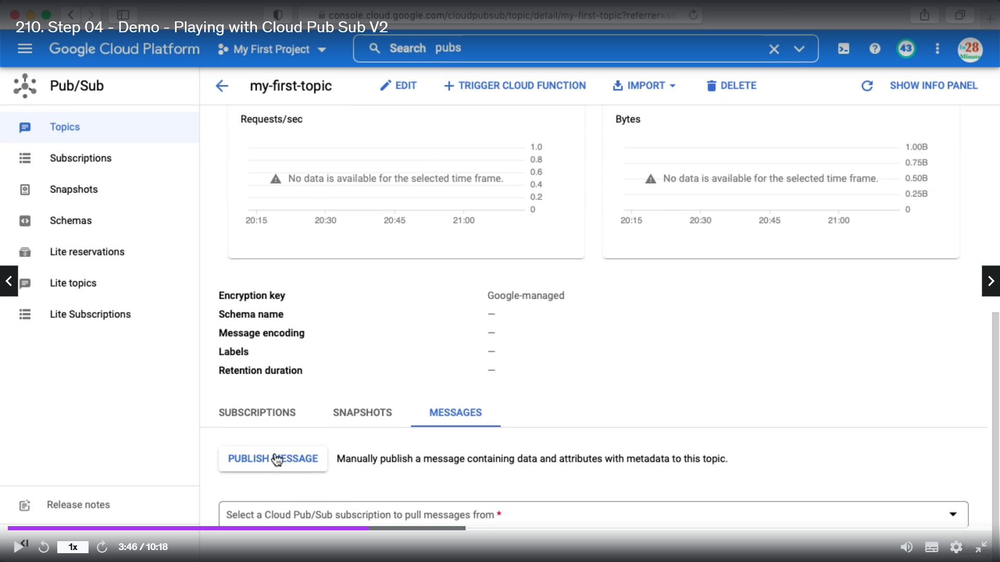 console.cloud.google.com/cloudpubsub/topic/detail/my-first-topic?referrer=se
210. Step 04 - Demo - Playing with Cloud Pub Sub V2
Google Cloud Platform
My First Project
Search pubs
43
in28
Minutes
Pub/Sub
my-first-topic
EDIT
TRIGGER CLOUD FUNCTION
IMPORT
DELETE
SHOW INFO PANEL
Topics
Subscriptions
Snapshots
Schemas
Lite reservations
Lite topics
Lite Subscriptions
Release notes
Requests/sec
1.0
0.8
0.6
0.4
0.2
0
No data is available for the selected time frame.
20:15 20:30 20:45 21:00
Bytes
1.00B
0.75B
0.50B
0.25B
0
No data is available for the selected time frame.
20:15 20:30 20:45 21:00
Encryption key Google-managed
Schema name —
Message encoding —
Labels —
Retention duration —
SUBSCRIPTIONS SNAPSHOTS MESSAGES
PUBLISH MESSAGE
Manually publish a message containing data and attributes with metadata to this topic.
Select a Cloud Pub/Sub subscription to pull messages from *
1x
3:46 / 10:18